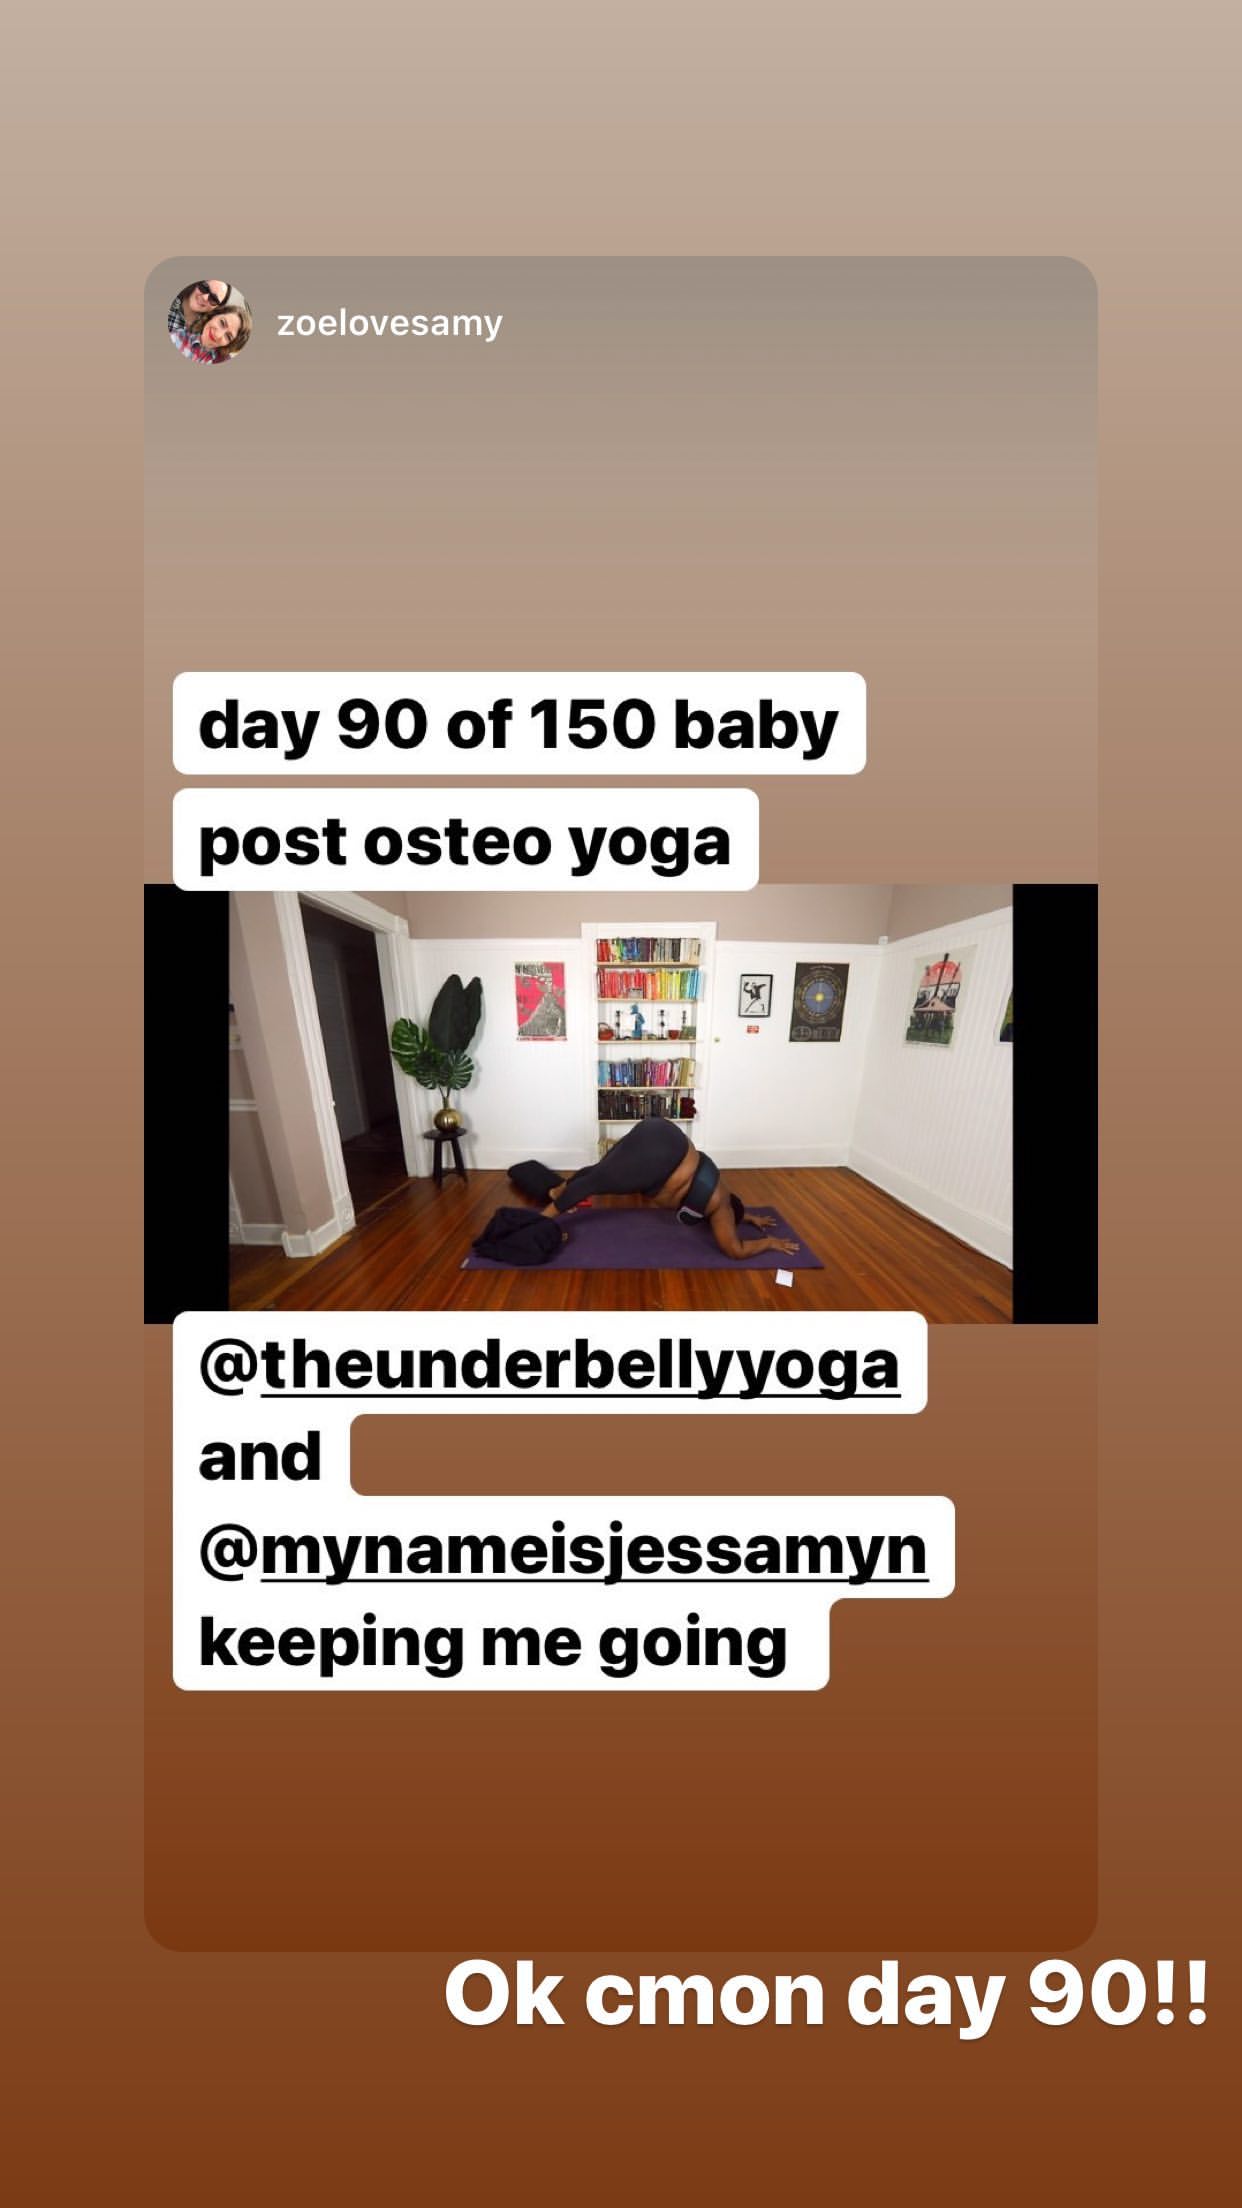 zoelovesamy
day 90 of 150 baby
post osteo yoga
@theunderbellyyoga
and
@mynameisjessamyn
keeping me going
Ok cmon day 90!!